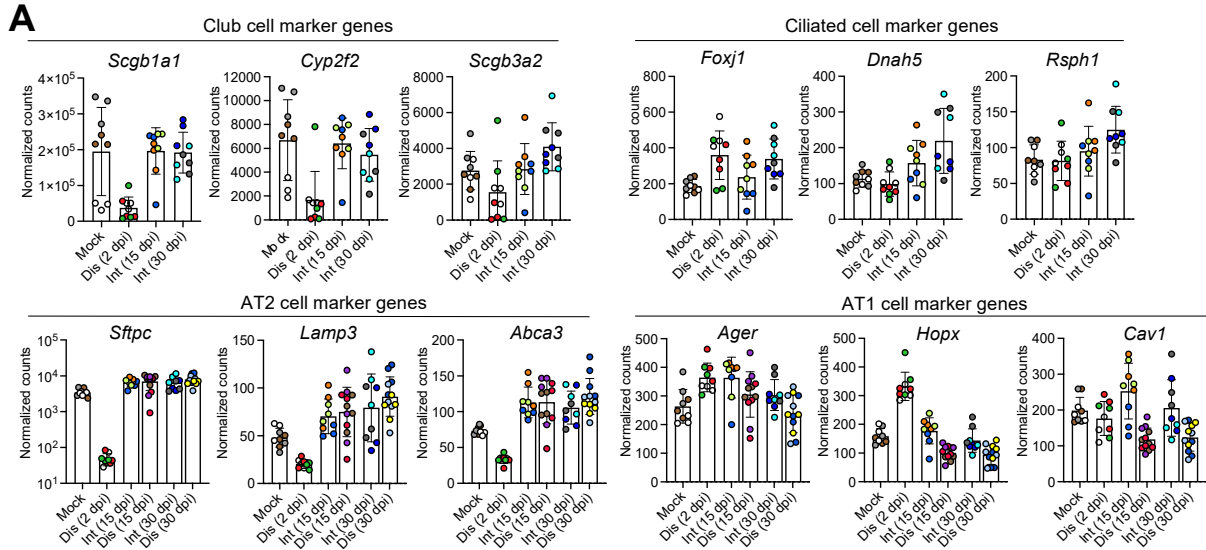 A
Club cell marker genes
Ciliated cell marker genes
Scgb1a1
Cyp2f2
Scgb3a2
Foxj1
Dnah5
Rsph1
Normalized counts
4×10⁵
3×10⁵
2×10⁵
1×10⁵
0
Mock
Dis (2 dpi)
Int (15 dpi)
Int (30 dpi)
12000
10000
8000
6000
4000
2000
0
Dis (2 dpi)
Int (15 dpi)
Int (30 dpi)
Normalized counts
8000
6000
4000
2000
0
Mock
Dis (2 dpi)
Int (15 dpi)
Int (30 dpi)
Normalized counts
800
600
400
200
0
Mock
Dis (2 dpi)
Int (15 dpi)
Int (30 dpi)
Normalized counts
400
300
200
100
0
Mock
Dis (2 dpi)
Int (15 dpi)
Int (30 dpi)
Normalized counts
200
150
100
50
0
Mock
Dis (2 dpi)
Int (15 dpi)
Int (30 dpi)
Normalized counts
AT2 cell marker genes
AT1 cell marker genes
Sftpc
Lamp3
Abca3
Ager
Hopx
Cav1
Normalized counts
10⁵
10⁴
10³
10²
10¹
Mock
Dis (2 dpi)
Int (15 dpi)
Dis (15 dpi)
Int (30 dpi)
Dis (30 dpi)
Normalized counts
150
100
50
0
Mock
Dis (2 dpi)
Int (15 dpi)
Dis (15 dpi)
Int (30 dpi)
Dis (30 dpi)
Normalized counts
200
150
100
50
0
Mock
Dis (2 dpi)
Int (15 dpi)
Dis (15 dpi)
Int (30 dpi)
Dis (30 dpi)
Normalized counts
500
400
300
200
100
0
Mock
Dis (2 dpi)
Int (15 dpi)
Dis (15 dpi)
Int (30 dpi)
Dis (30 dpi)
Normalized counts
500
400
300
200
100
0
Mock
Dis (2 dpi)
Int (15 dpi)
Dis (15 dpi)
Int (30 dpi)
Dis (30 dpi)
Normalized counts
400
300
200
100
0
Mock
Dis (2 dpi)
Int (15 dpi)
Dis (15 dpi)
Int (30 dpi)
Dis (30 dpi)